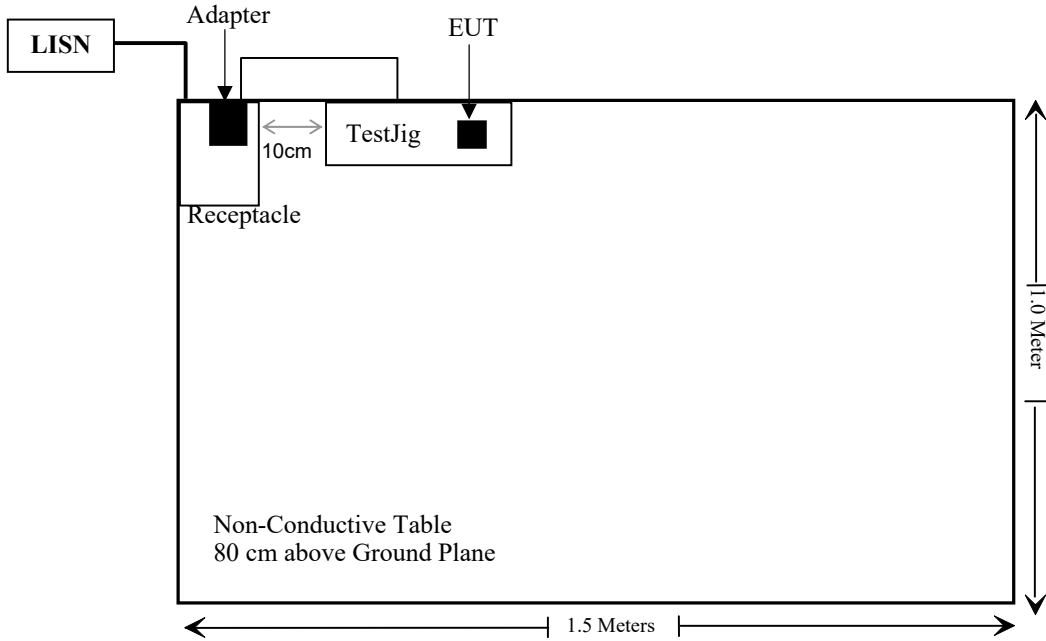 Adapter
EUT
LISN
TestJig
10cm
Receptacle
1.0 Meter
Non-Conductive Table
80 cm above Ground Plane
1.5 Meters